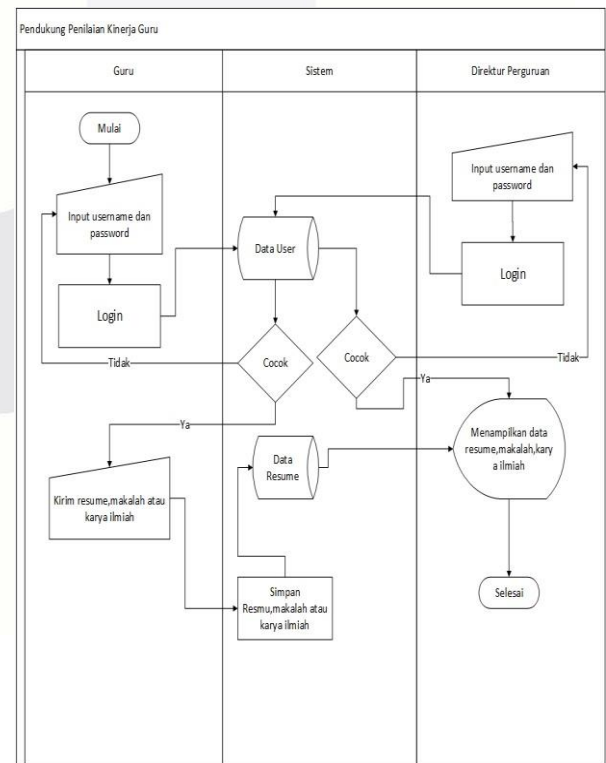 Pendukung Penilaian Kinerja Guru
Guru
Sistem
Direktur Perguruan
Mulai
Input username dan
password
Login
Tidak
Data User
Cocok
Cocok
Input username dan
password
Login
Tidak
Ya
Ya
Kirim resume,makalah atau
karya ilmiah
Data
Resume
Simpan
Resmu,makalah atau
karya ilmiah
Menampilkan data
resume,makalah,kary
a ilmiah
Selesai